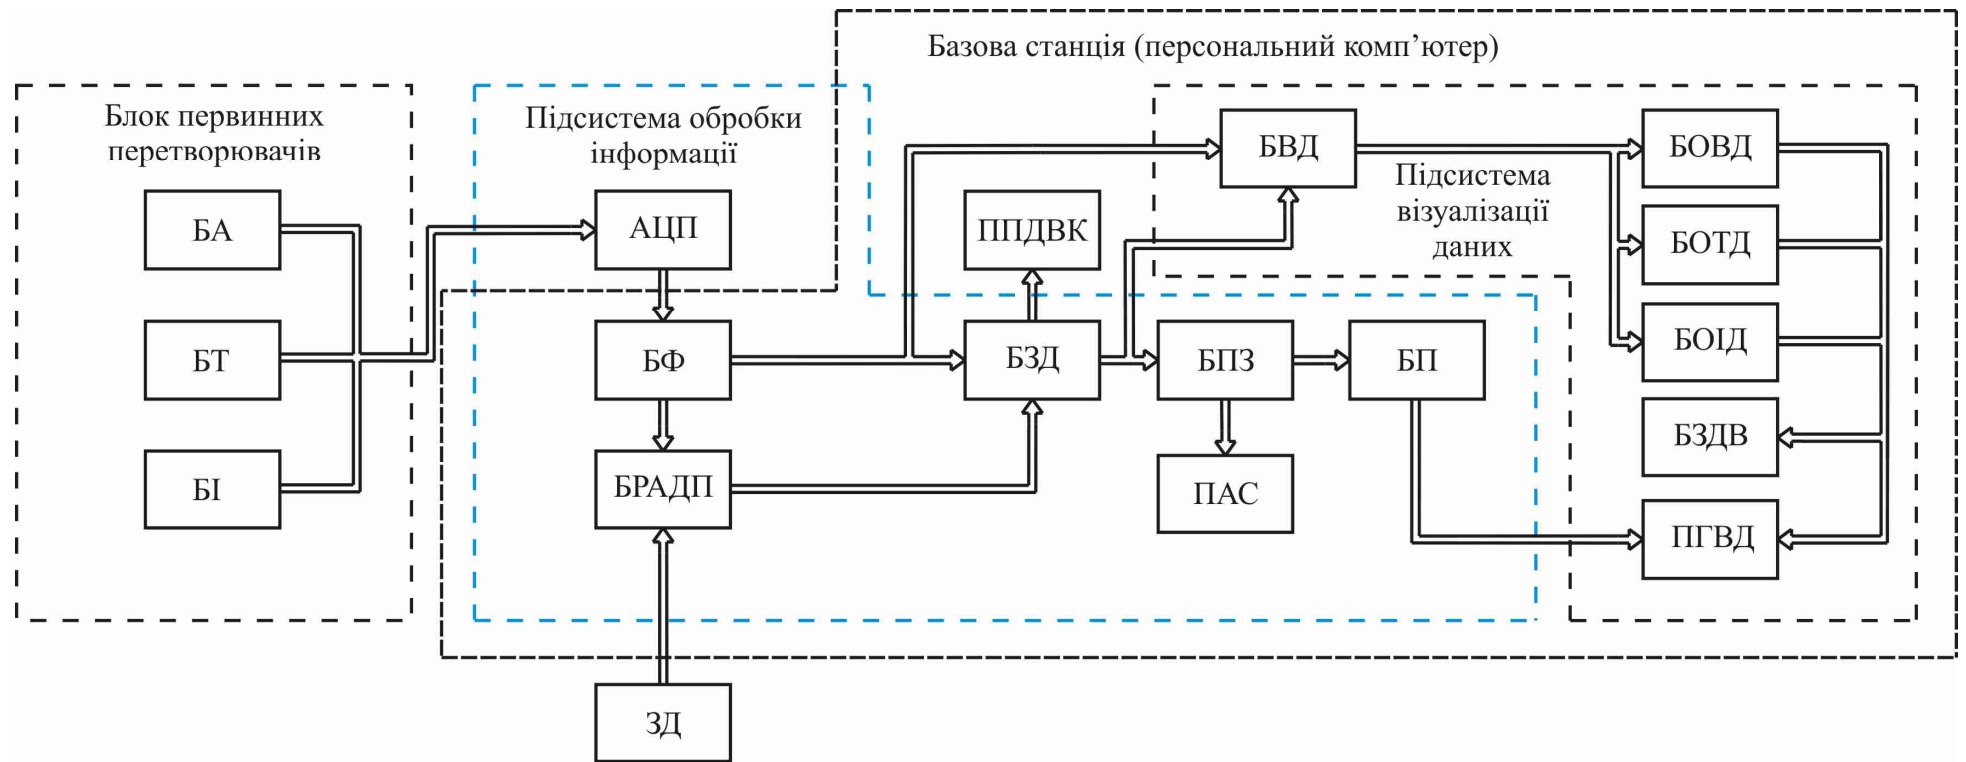 Базова станція (персональний комп’ютер)
Блок первинних
перетворювачів
Підсистема обробки
інформації
БВД
БОВД
Підсистема
візуалізації
даних
БА
АЦП
ППДВК
БОТД
БТ
БФ
БЗД
БПЗ
БП
БОІД
БЗДВ
БІ
БРАДП
ПАС
ПГВД
ЗД